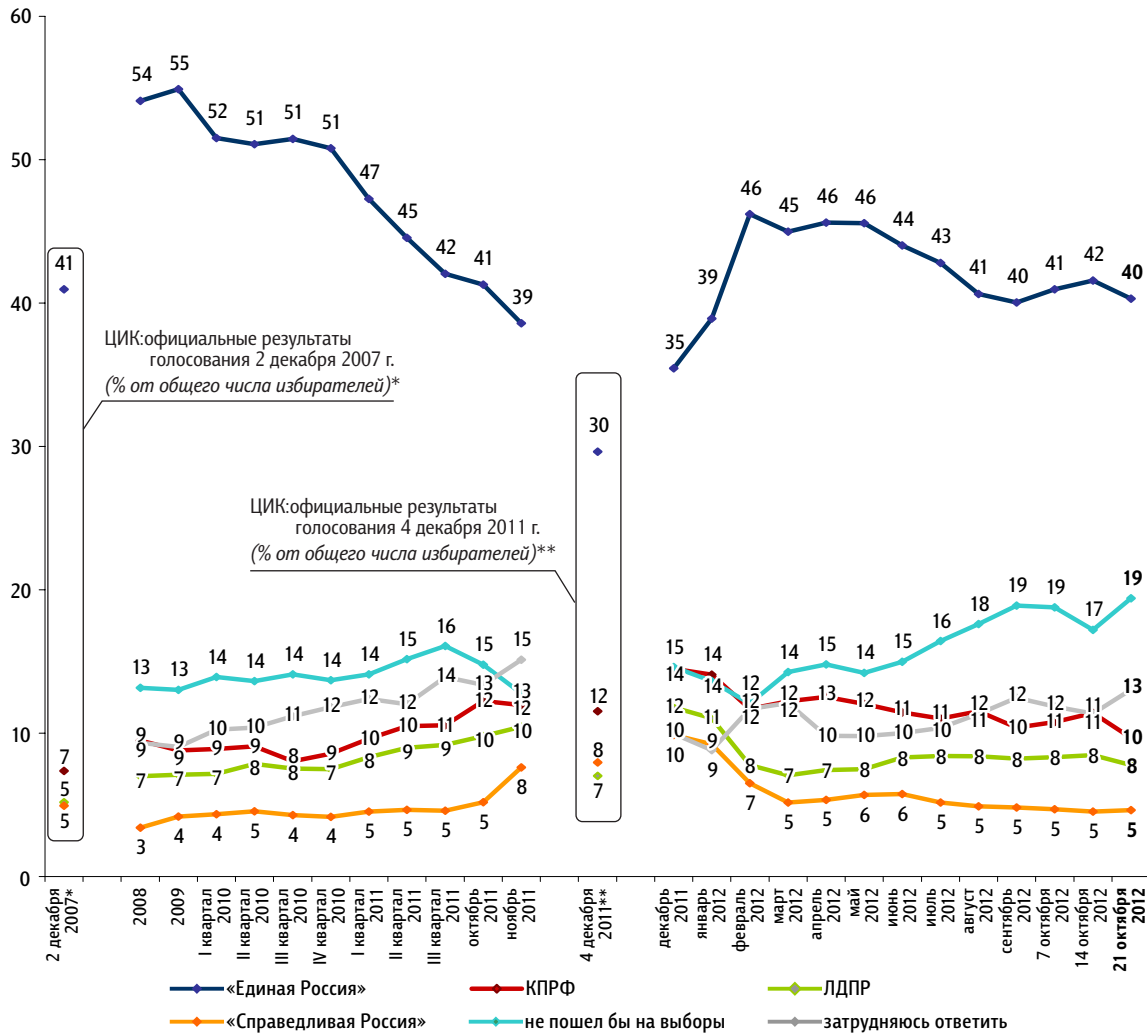 60
50
40
30
20
10
0
54 55 52 51 51 51 47 45 42 41 39
41
7
5
5
ЦИК:официальные результаты
голосования 2 декабря 2007 г.
(% от общего числа избирателей)*
13 13 14 14 14 14 14 15 16 15 13
9 9 10 10 11 12 12 12 14 13 15
9 9 9 9 8 9 10 10 11 12 12
7 7 7 8 8 7 8 9 9 10 10
3 4 4 5 4 4 5 5 5 5 8
ЦИК:официальные результаты
голосования 4 декабря 2011 г.
(% от общего числа избирателей)**
30
12
8
7
35 39 46 45 46 46 44 43 41 40 41 42 40
15 14 12 14 15 14 15 16 18 19 19 17 19
14 14 12 12 13 12 11 11 12 10 11 11 10
10 9 12 12 10 10 10 10 11 12 12 11 13
12 11 8 7 7 8 8 8 8 8 8 8 8
10 9 7 5 5 6 6 5 5 5 5 5 5
2 декабря
2007*
2008
2009
I квартал
2010
II квартал
2010
III квартал
2010
IV квартал
2010
I квартал
2011
II квартал
2011
III квартал
2011
октябрь
2011
ноябрь
2011
4 декабря
2011**
декабрь
2011
январь
2012
февраль
2012
март
2012
апрель
2012
май
2012
июнь
2012
июль
2012
август
2012
сентябрь
2012
7 октября
2012
14 октября
2012
21 октября
2012
«Единая Россия» КПРФ ЛДПР
«Справедливая Россия» не пошел бы на выборы затрудняюсь ответить